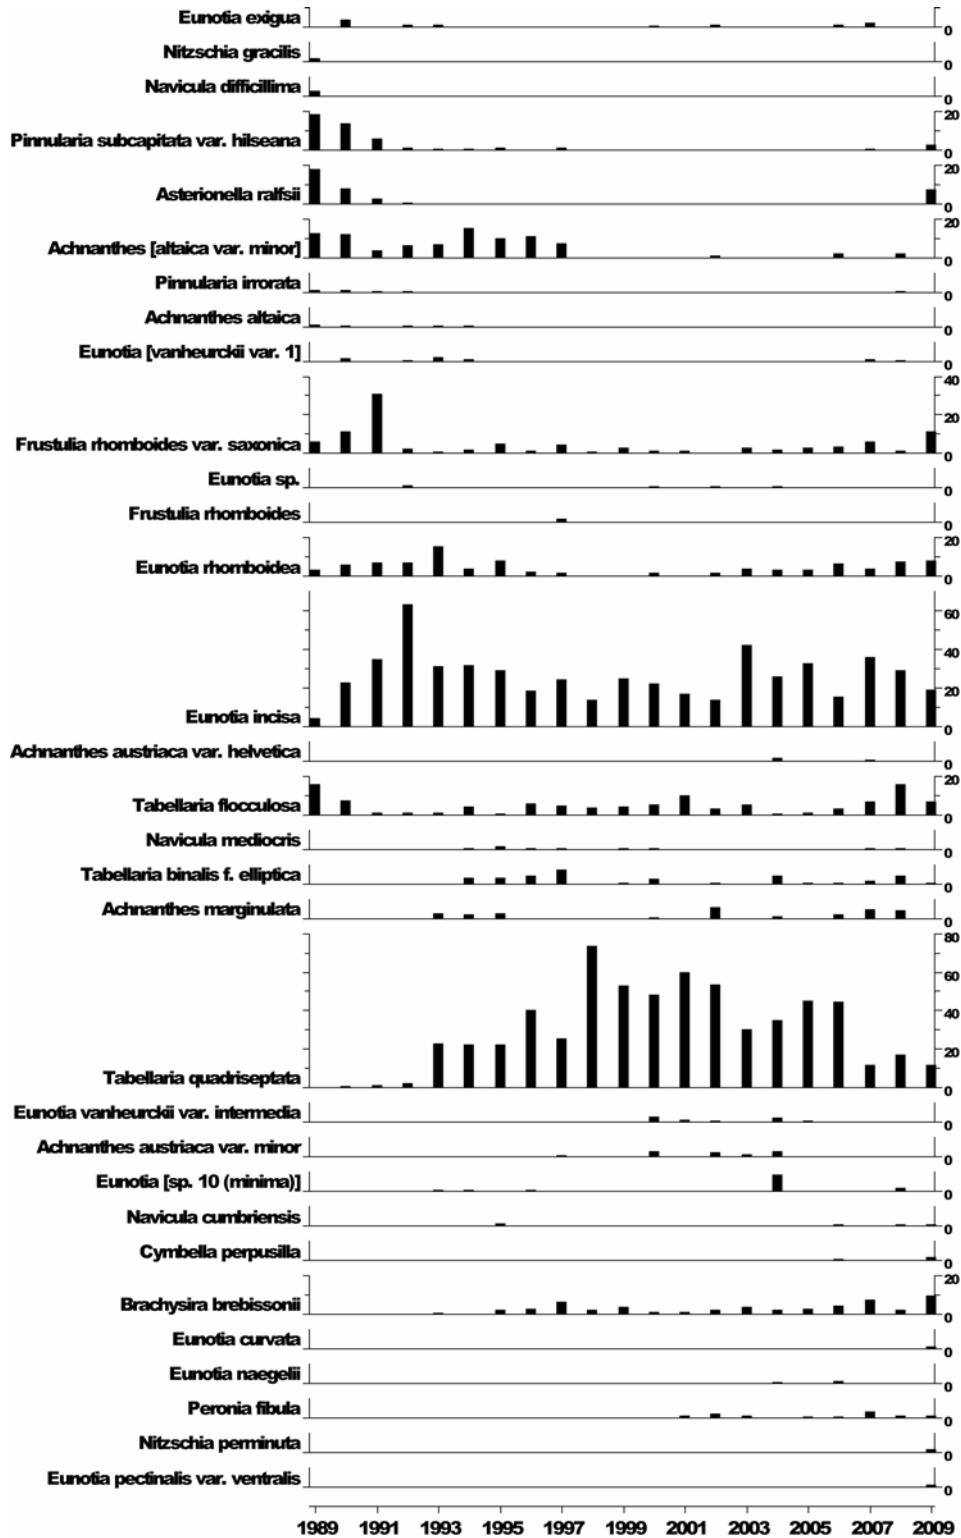 Eunotia exigua
0
Nitzschia gracilis
0
Navicula difficillima
0
20
Pinnularia subcapitata var. hilseana
0
20
Asterionella ralfsii
0
20
Achnanthes [altaica var. minor]
0
Pinnularia irrorata
0
Achnanthes altaica
0
Eunotia [vanheurckii var. 1]
0
40
20
Frustulia rhomboides var. saxonica
0
Eunotia sp.
0
Frustulia rhomboides
0
20
Eunotia rhomboidea
0
60
40
20
Eunotia incisa
0
Achnanthes austriaca var. helvetica
0
20
Tabellaria flocculosa
0
Navicula mediocris
0
Tabellaria binalis f. elliptica
0
Achnanthes marginulata
0
80
60
40
20
Tabellaria quadriseptata
0
Eunotia vanheurckii var. intermedia
0
Achnanthes austriaca var. minor
0
Eunotia [sp. 10 (minima)]
0
Navicula cumbriensis
0
Cymbella perpusilla
0
20
Brachysira brebissonii
0
Eunotia curvata
0
Eunotia naegelii
0
Peronia fibula
0
Nitzschia perminuta
0
Eunotia pectinalis var. ventralis
0
1989 1991 1993 1995 1997 1999 2001 2003 2005 2007 2009